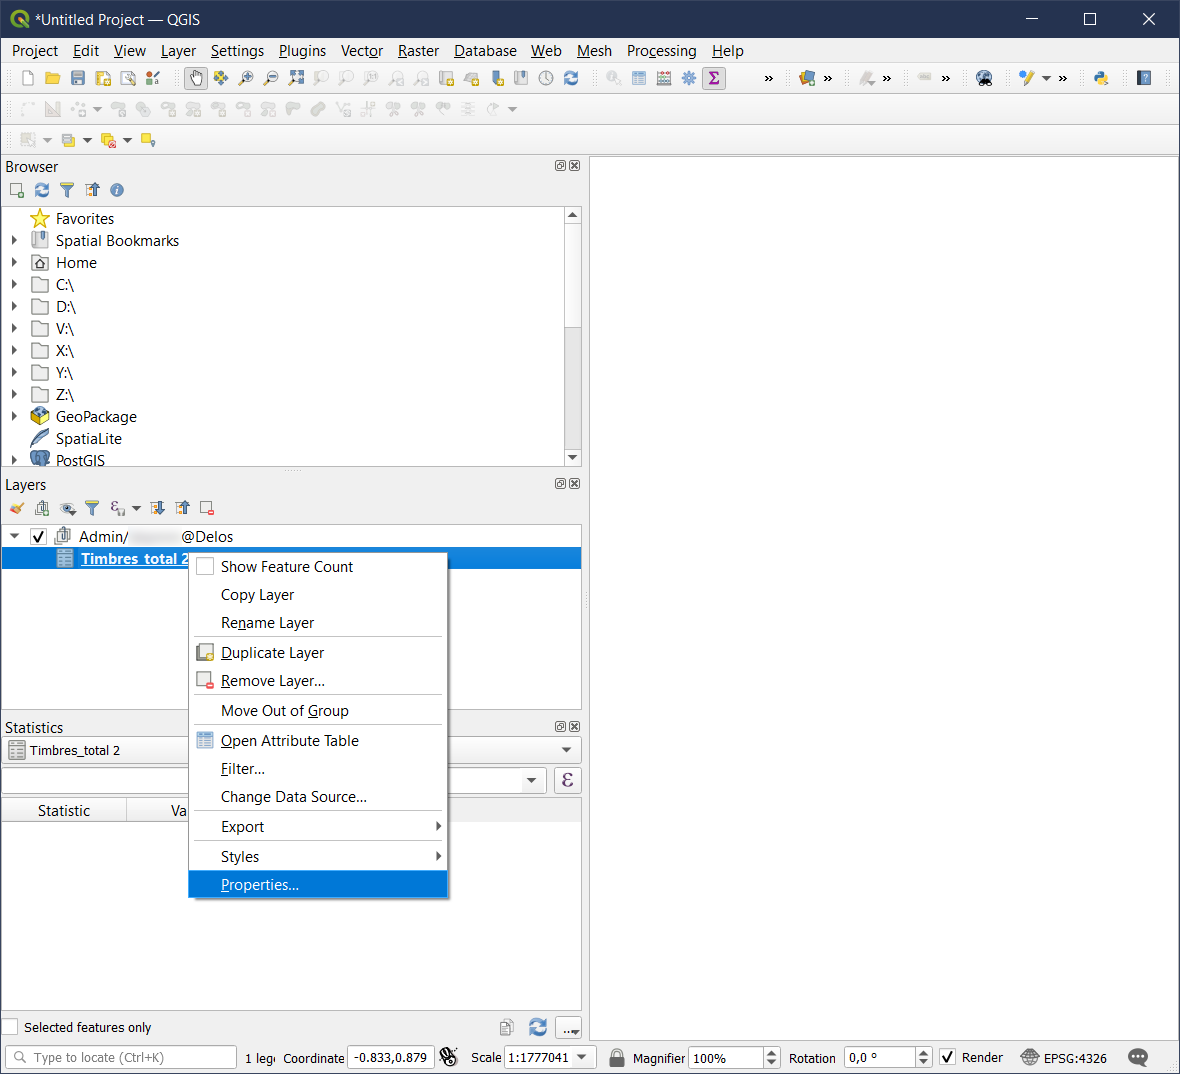 *Untitled Project — QGIS
Project Edit View Layer Settings Plugins Vector Raster Database Web Mesh Processing Help
Browser
Favorites
Spatial Bookmarks
Home
C:\
D:\
V:\
X:\
Y:\
Z:\
GeoPackage
SpatiaLite
PostGIS
Layers
Admin/ @Delos
Timbres_total 2
Show Feature Count
Copy Layer
Rename Layer
Duplicate Layer
Remove Layer...
Move Out of Group
Open Attribute Table
Filter...
Change Data Source...
Export
Styles
Properties...
Statistics
Timbres_total 2
ε
Statistic Va
Selected features only
...
Type to locate (Ctrl+K) 1 leg Coordinate -0.833,0.879 Scale 1:1777041 Magnifier 100% Rotation 0,0 ° Render EPSG:4326